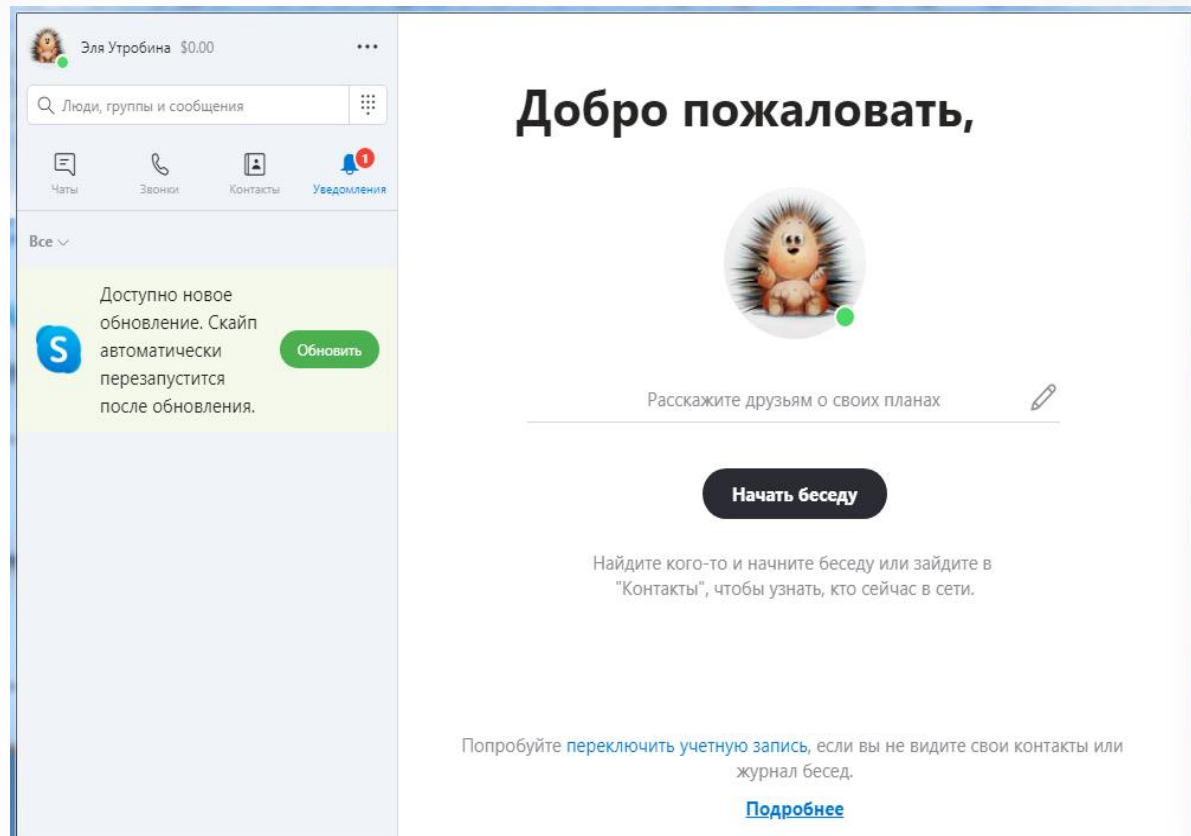 Эля Утробина $0.00
Люди, группы и сообщения
Чаты
Звонки
Контакты
1
Уведомления
Все
Доступно новое
обновление. Скайп
автоматически
перезапустится
после обновления.
S
Обновить
Добро пожаловать,
Расскажите друзьям о своих планах
Начать беседу
Найдите кого-то и начните беседу или зайдите в
"Контакты", чтобы узнать, кто сейчас в сети.
Попробуйте переключить учетную запись, если вы не видите свои контакты или
журнал бесед.
Подробнее